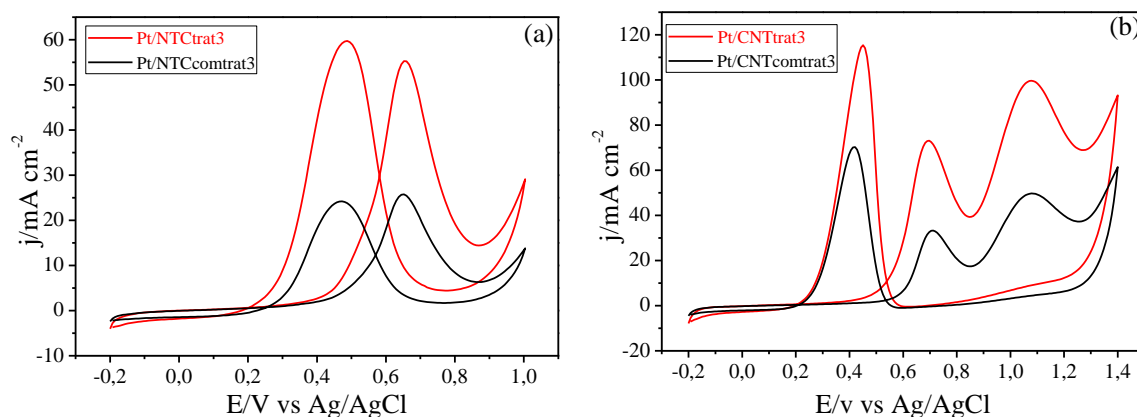 (a)
Pt/NTCtrat3
Pt/NTCcomtrat3
60
50
40
30
20
10
0
-10
j/mA cm-2
-0,2 0,0 0,2 0,4 0,6 0,8 1,0
E/V vs Ag/AgCl
(b)
Pt/CNTtrat3
Pt/CNTcomtrat3
120
100
80
60
40
20
0
-20
j/mA cm-2
-0,2 0,0 0,2 0,4 0,6 0,8 1,0 1,2 1,4
E/v vs Ag/AgCl